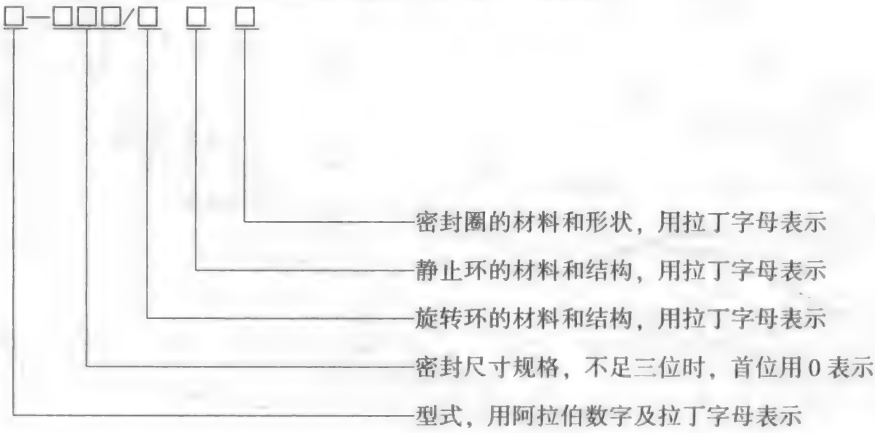 □—□□□/□ □ □
密封圈的材料和形状，用拉丁字母表示
静止环的材料和结构，用拉丁字母表示
旋转环的材料和结构，用拉丁字母表示
密封尺寸规格，不足三位时，首位用0表示
型式，用阿拉伯数字及拉丁字母表示